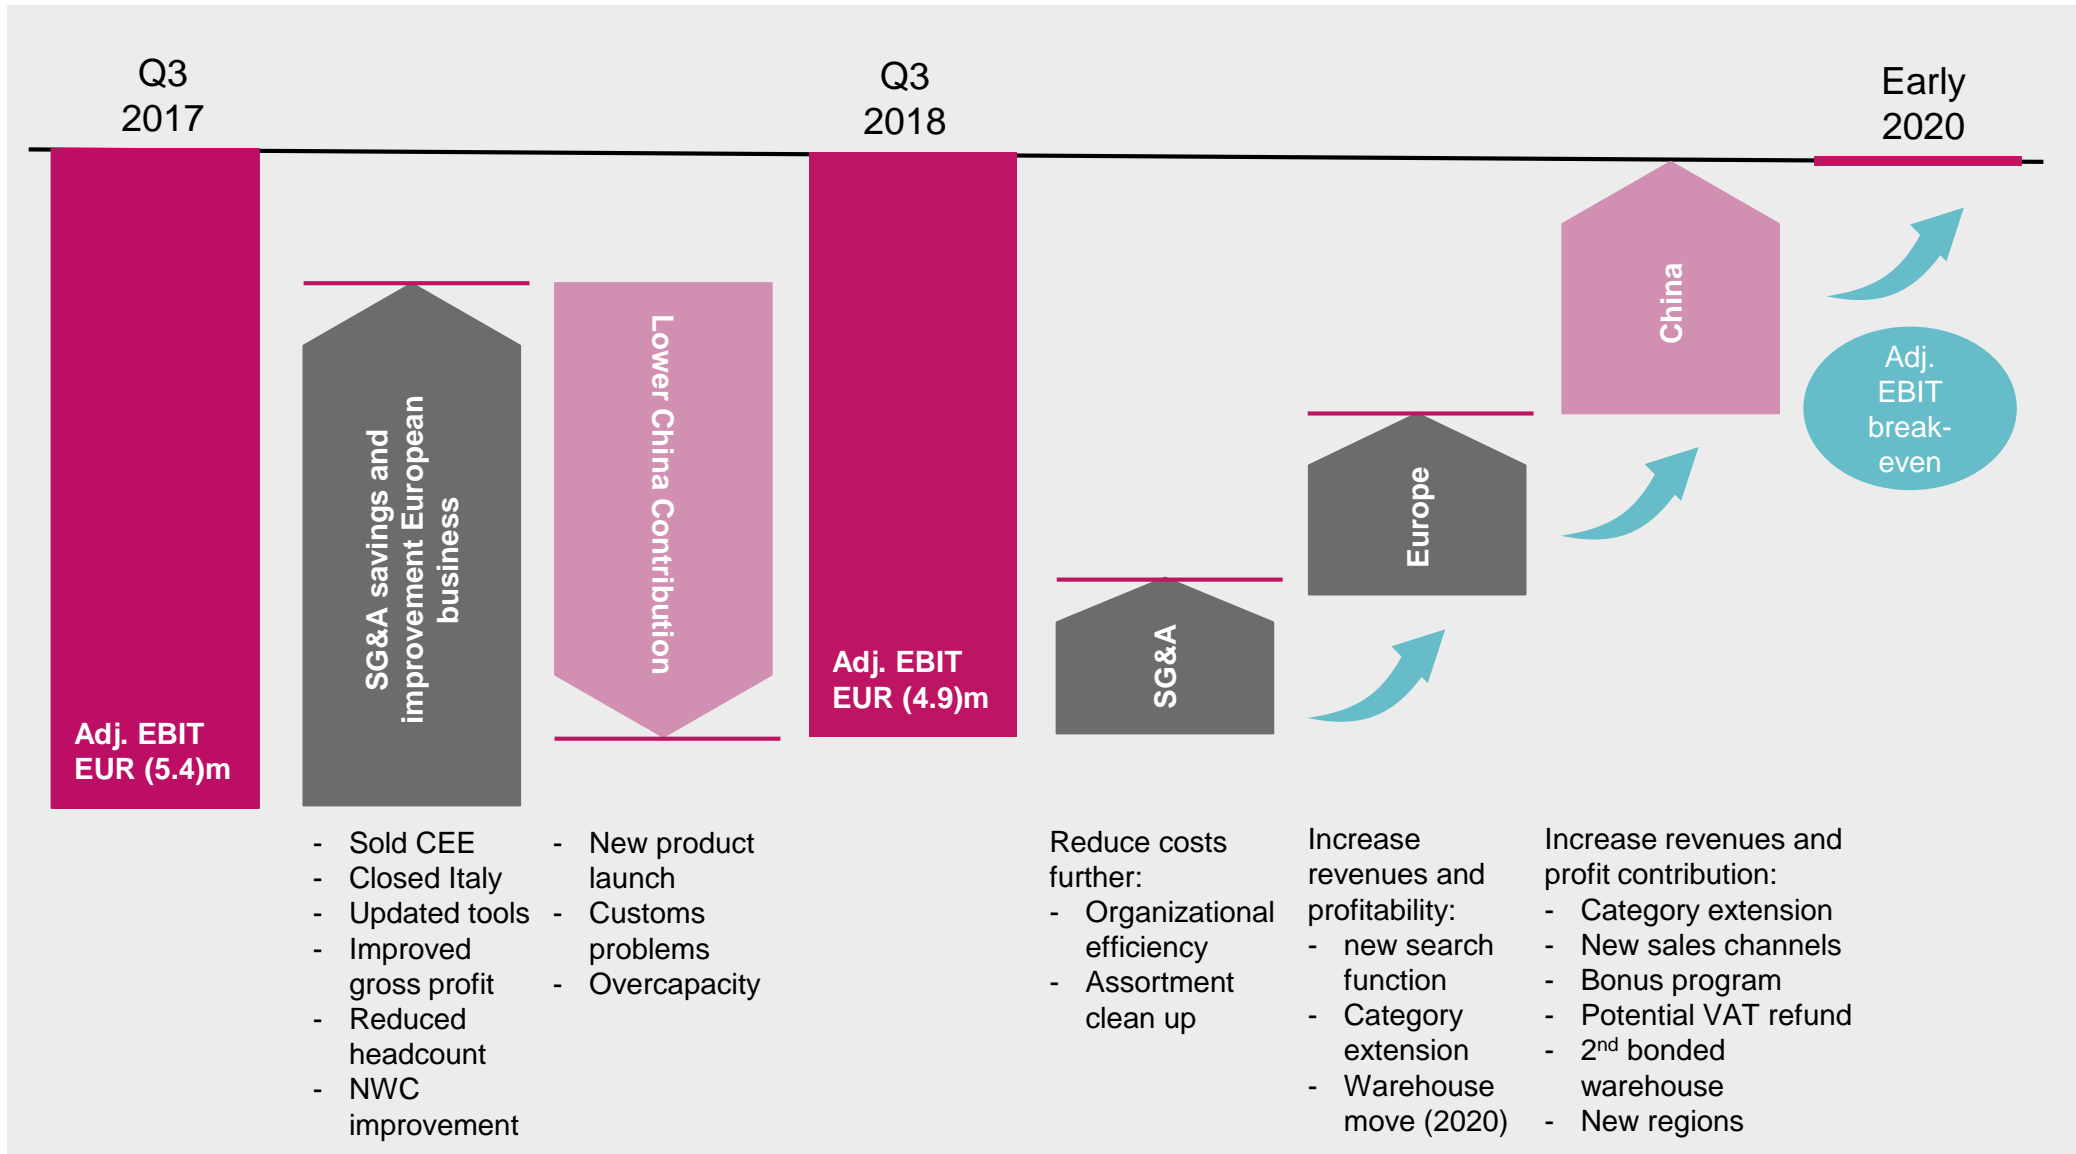 Q3
2017
Q3
2018
Early
2020
Adj. EBIT
EUR (5.4)m
SG&A savings and
improvement European
business
Lower China Contribution
Adj. EBIT
EUR (4.9)m
SG&A
Europe
China
Adj.
EBIT
break-
even
- Sold CEE
- Closed Italy
- Updated tools
- Improved
gross profit
- Reduced
headcount
- NWC
improvement
- New product
launch
- Customs
problems
- Overcapacity
Reduce costs
further:
- Organizational
efficiency
- Assortment
clean up
Increase
revenues and
profitability:
- new search
function
- Category
extension
- Warehouse
move (2020)
Increase revenues and
profit contribution:
- Category extension
- New sales channels
- Bonus program
- Potential VAT refund
- 2nd bonded
warehouse
- New regions